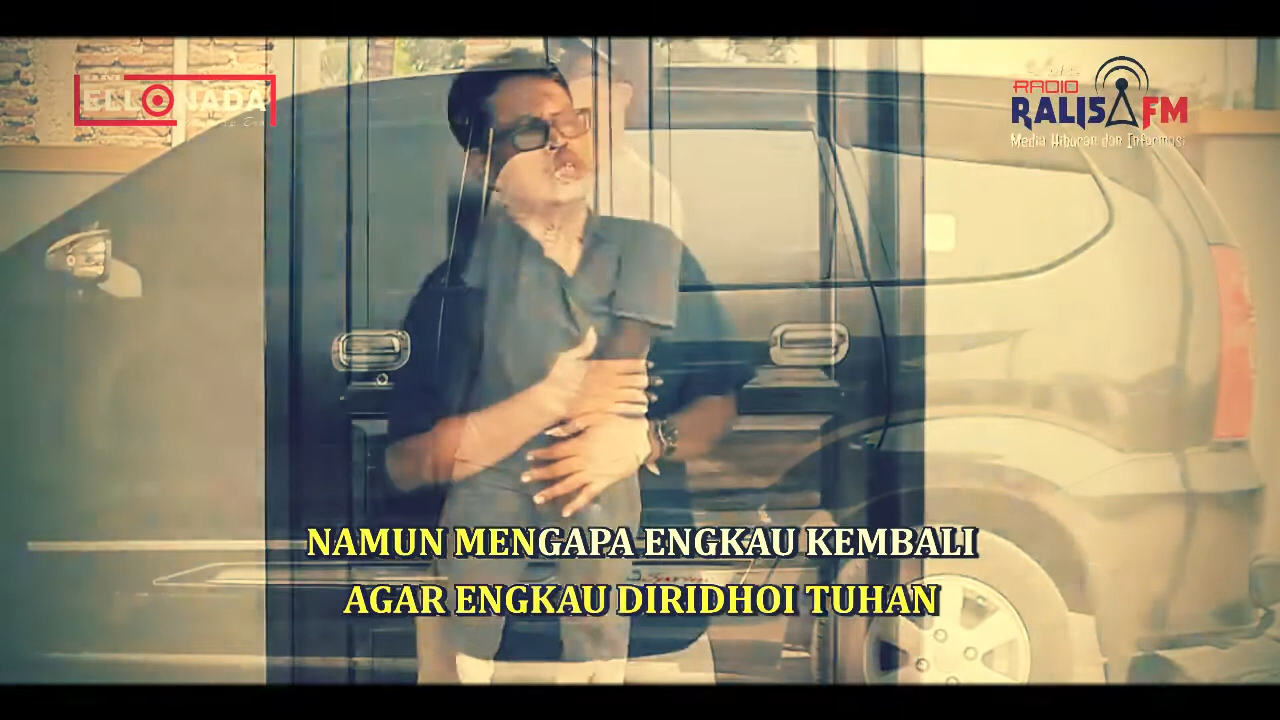 ELLONADA
RADIO
RALISA FM
Media Hiburan dan Informasi
NAMUN MENGAPA ENGKAU KEMBALI
AGAR ENGKAU DIRIDHOI TUHAN